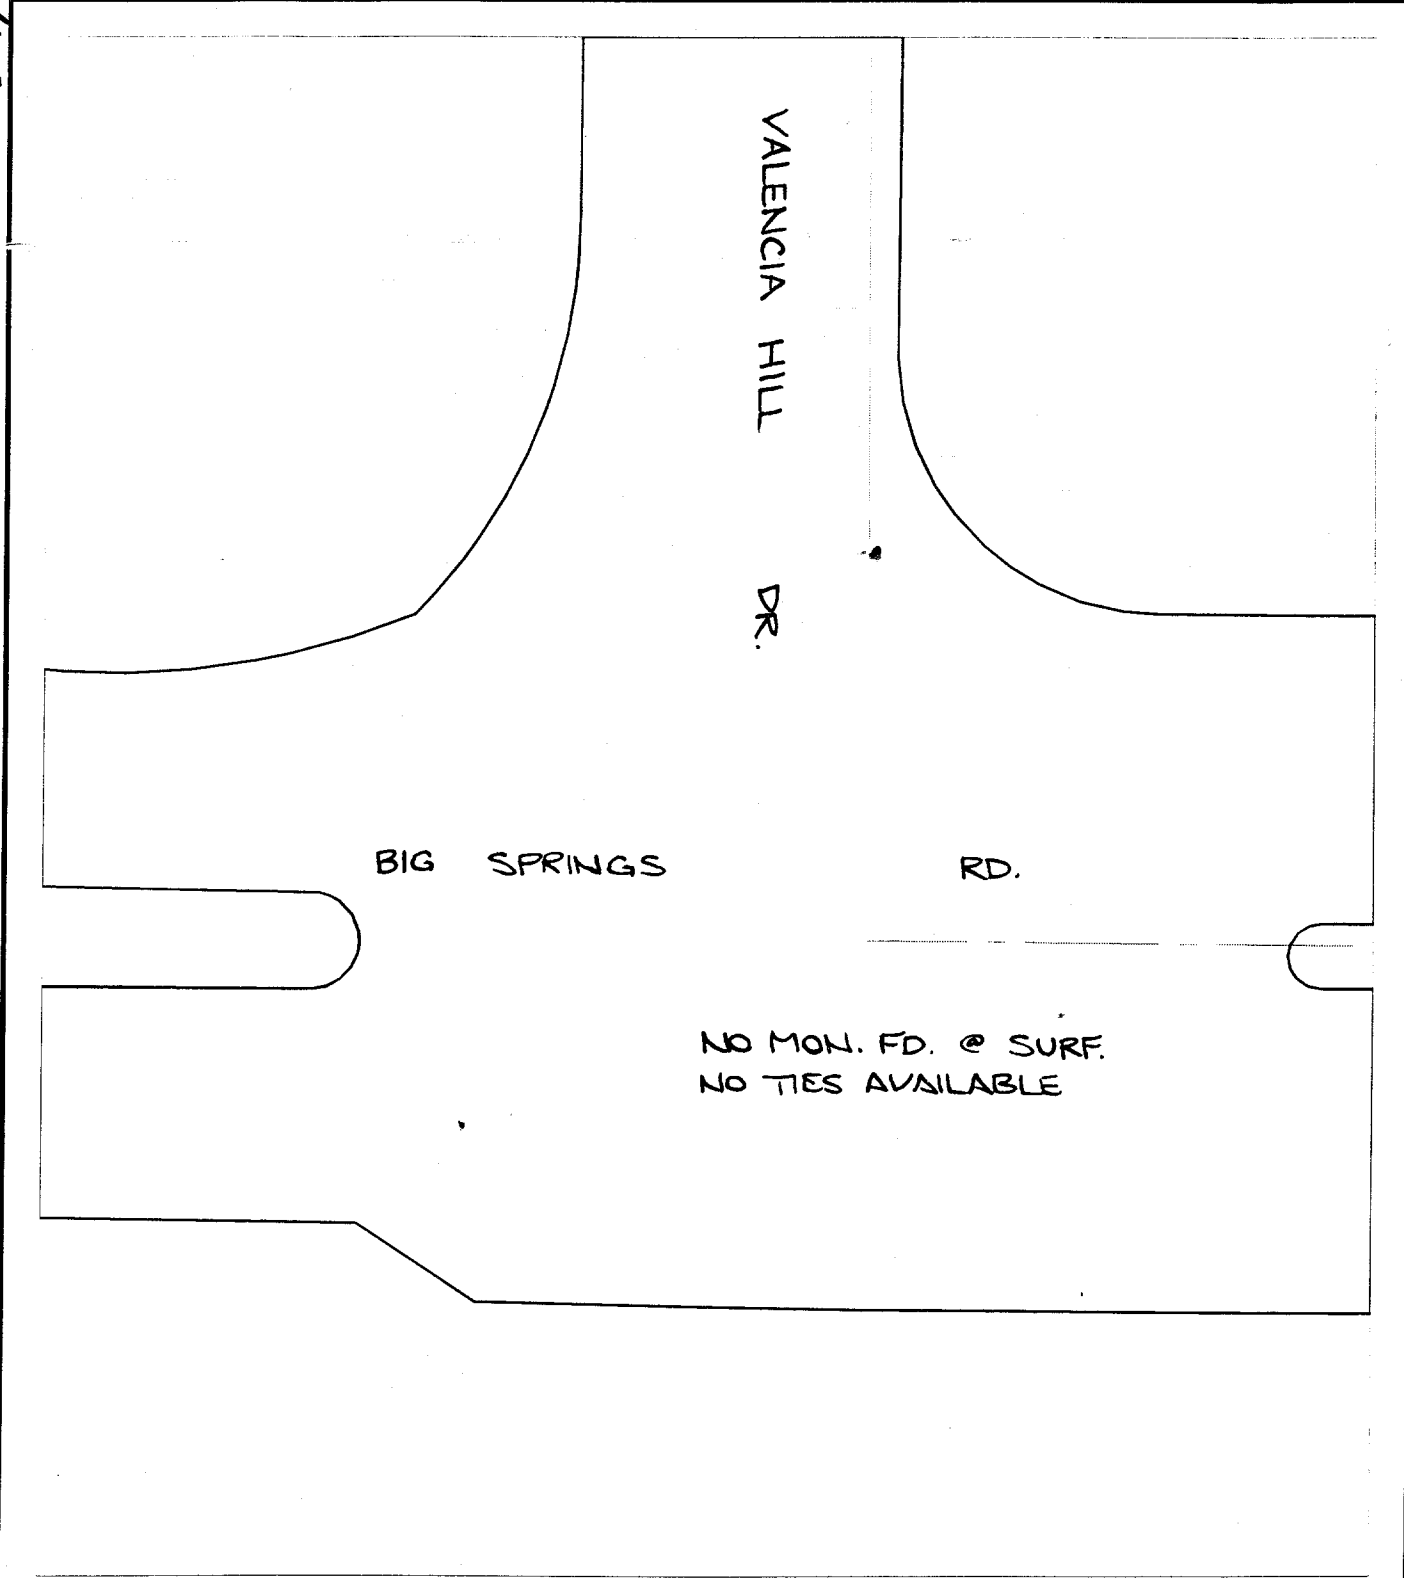 VALENCIA HILL DR.
BIG SPRINGS RD.
NO MON. FD. @ SURF.
NO TIES AVAILABLE